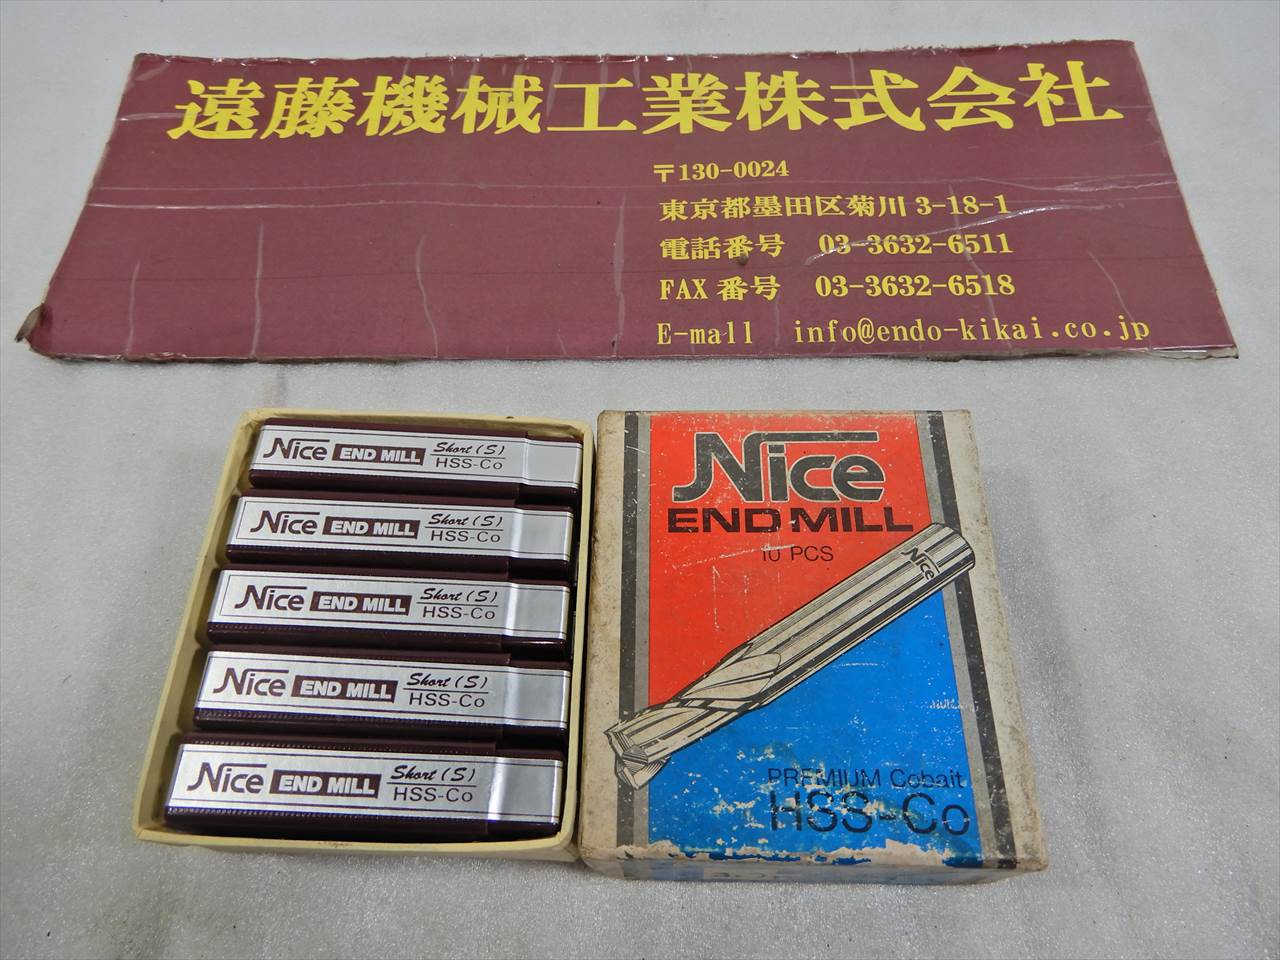 遠藤機械工業株式会社
〒130-0024
東京都墨田区菊川 3-18-1
電話番号 03-3632-6511
FAX 番号 03-3632-6518
E-mall info@endo-kikai.co.jp
Nice END MILL Short (S) HSS-Co
Nice END MILL Short (S) HSS-Co
Nice END MILL Short (S) HSS-Co
Nice END MILL Short (S) HSS-Co
Nice END MILL Short (S) HSS-Co
Nice
END MILL
10 PCS
Nice
PREMIUM Cobalt
HSS-Co